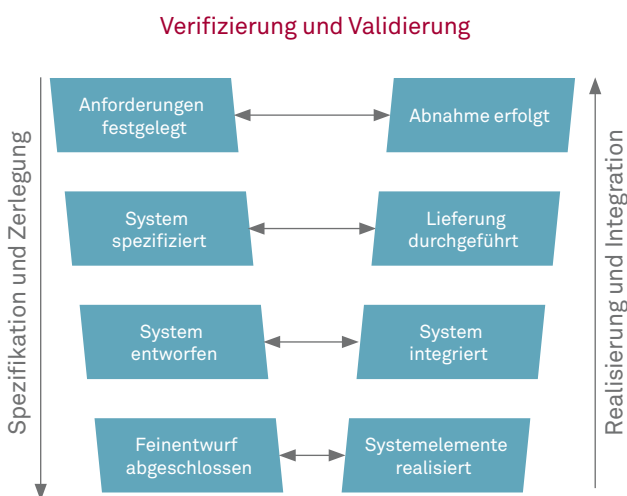 Verifizierung und Validierung
Spezifikation und Zerlegung
Anforderungen
festgelegt
Abnahme erfolgt
System
spezifiziert
Lieferung
durchgeführt
System
entworfen
System
integriert
Feinentwurf
abgeschlossen
Systemelemente
realisiert
Realisierung und Integration